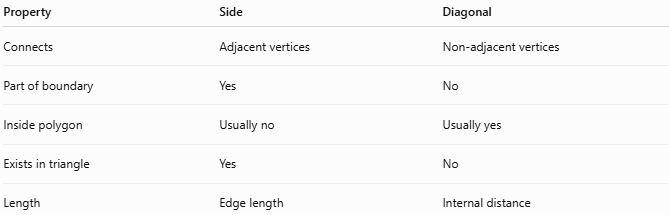 Property Side Diagonal
Connects Adjacent vertices Non-adjacent vertices
Part of boundary Yes No
Inside polygon Usually no Usually yes
Exists in triangle Yes No
Length Edge length Internal distance